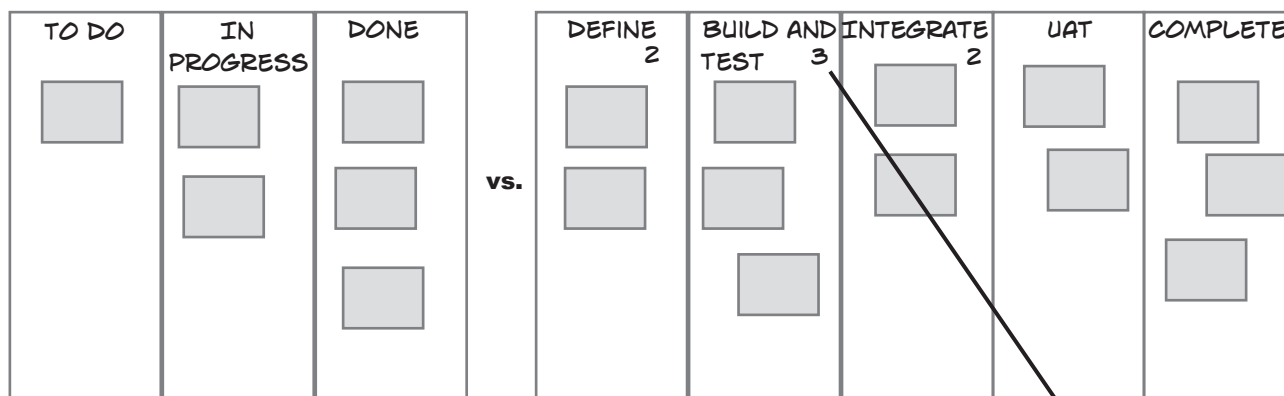 TO DO
IN
PROGRESS
DONE
vs.
DEFINE
2
BUILD AND
TEST 3
INTEGRATE
2
UAT
COMPLETE